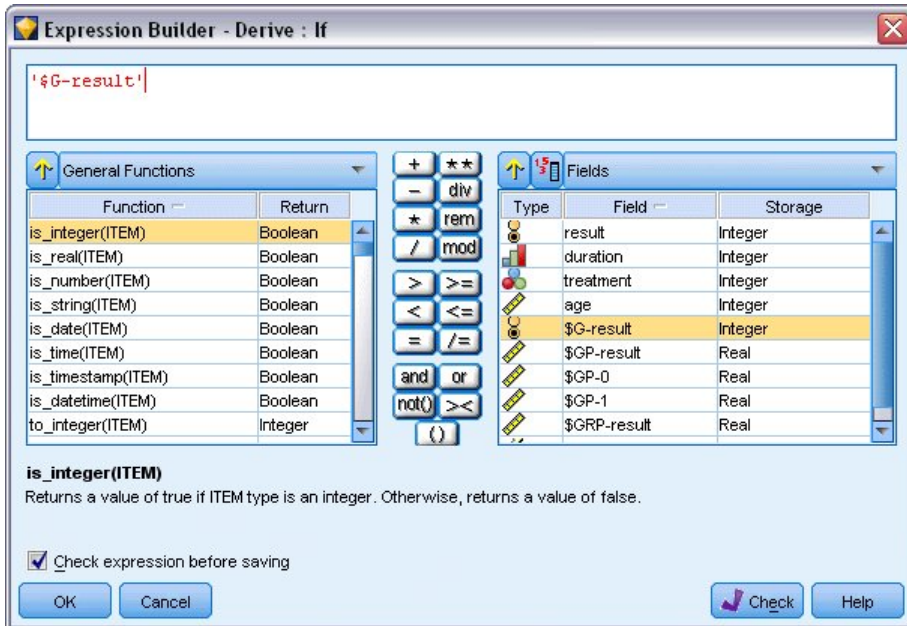 Expression Builder - Derive : If
'$G-result'
General Functions
Function Return
is_integer(ITEM) Boolean
is_real(ITEM) Boolean
is_number(ITEM) Boolean
is_string(ITEM) Boolean
is_date(ITEM) Boolean
is_time(ITEM) Boolean
is_timestamp(ITEM) Boolean
is_datetime(ITEM) Boolean
to_integer(ITEM) Integer
+ **
- div
* rem
/ mod
> >=
< <=
= /=
and or
not() ><
()
Fields
Type Field Storage
result Integer
duration Integer
treatment Integer
age Integer
$G-result Integer
$GP-result Real
$GP-0 Real
$GP-1 Real
$GRP-result Real
is_integer(ITEM)
Returns a value of true if ITEM type is an integer. Otherwise, returns a value of false.
Check expression before saving
OK Cancel Check Help